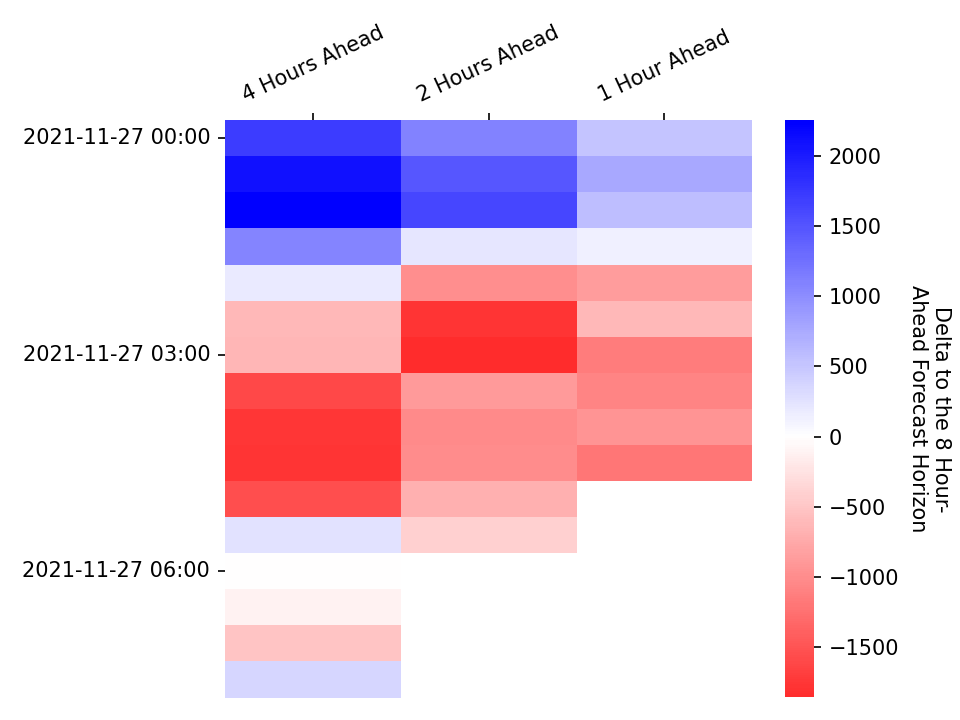 4 Hours Ahead
2 Hours Ahead
1 Hour Ahead
2021-11-27 00:00
2021-11-27 03:00
2021-11-27 06:00
2000
1500
1000
500
0
−500
−1000
−1500
Delta to the 8 Hour-
Ahead Forecast Horizon